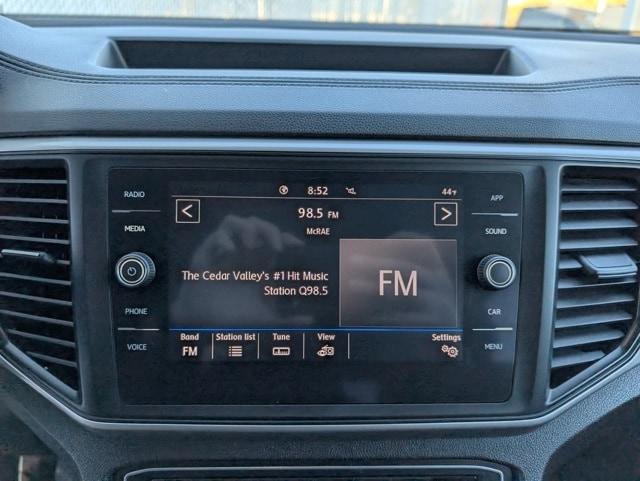 RADIO
8:52
44°F
APP
98.5 FM
McRAE
MEDIA
SOUND
The Cedar Valley's #1 Hit Music
Station Q98.5
FM
PHONE
CAR
Band
Station list
Tune
View
Settings
FM
VOICE
MENU